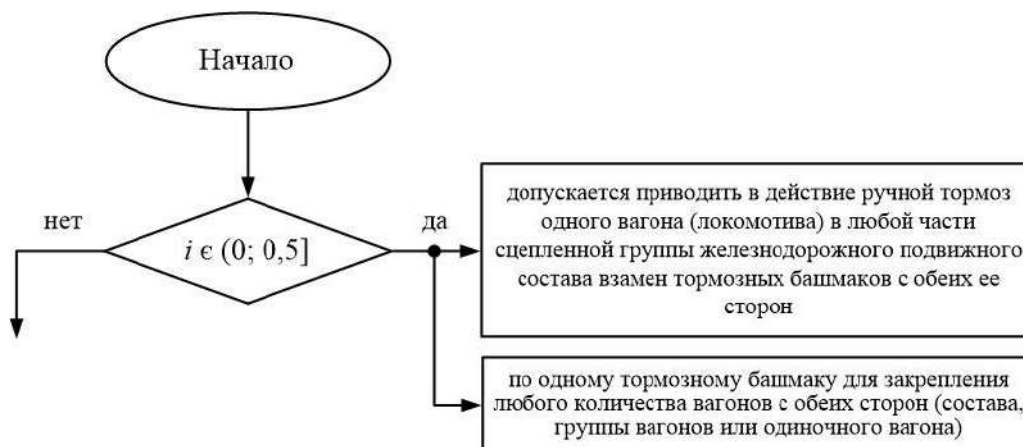 Начало
нет
да
i ϵ (0; 0,5]
допускается приводить в действие ручной тормоз
одного вагона (локомотива) в любой части
сцепленной группы железнодорожного подвижного
состава взамен тормозных башмаков с обеих ее
сторон
по одному тормозному башмаку для закрепления
любого количества вагонов с обеих сторон (состава,
группы вагонов или одиночного вагона)